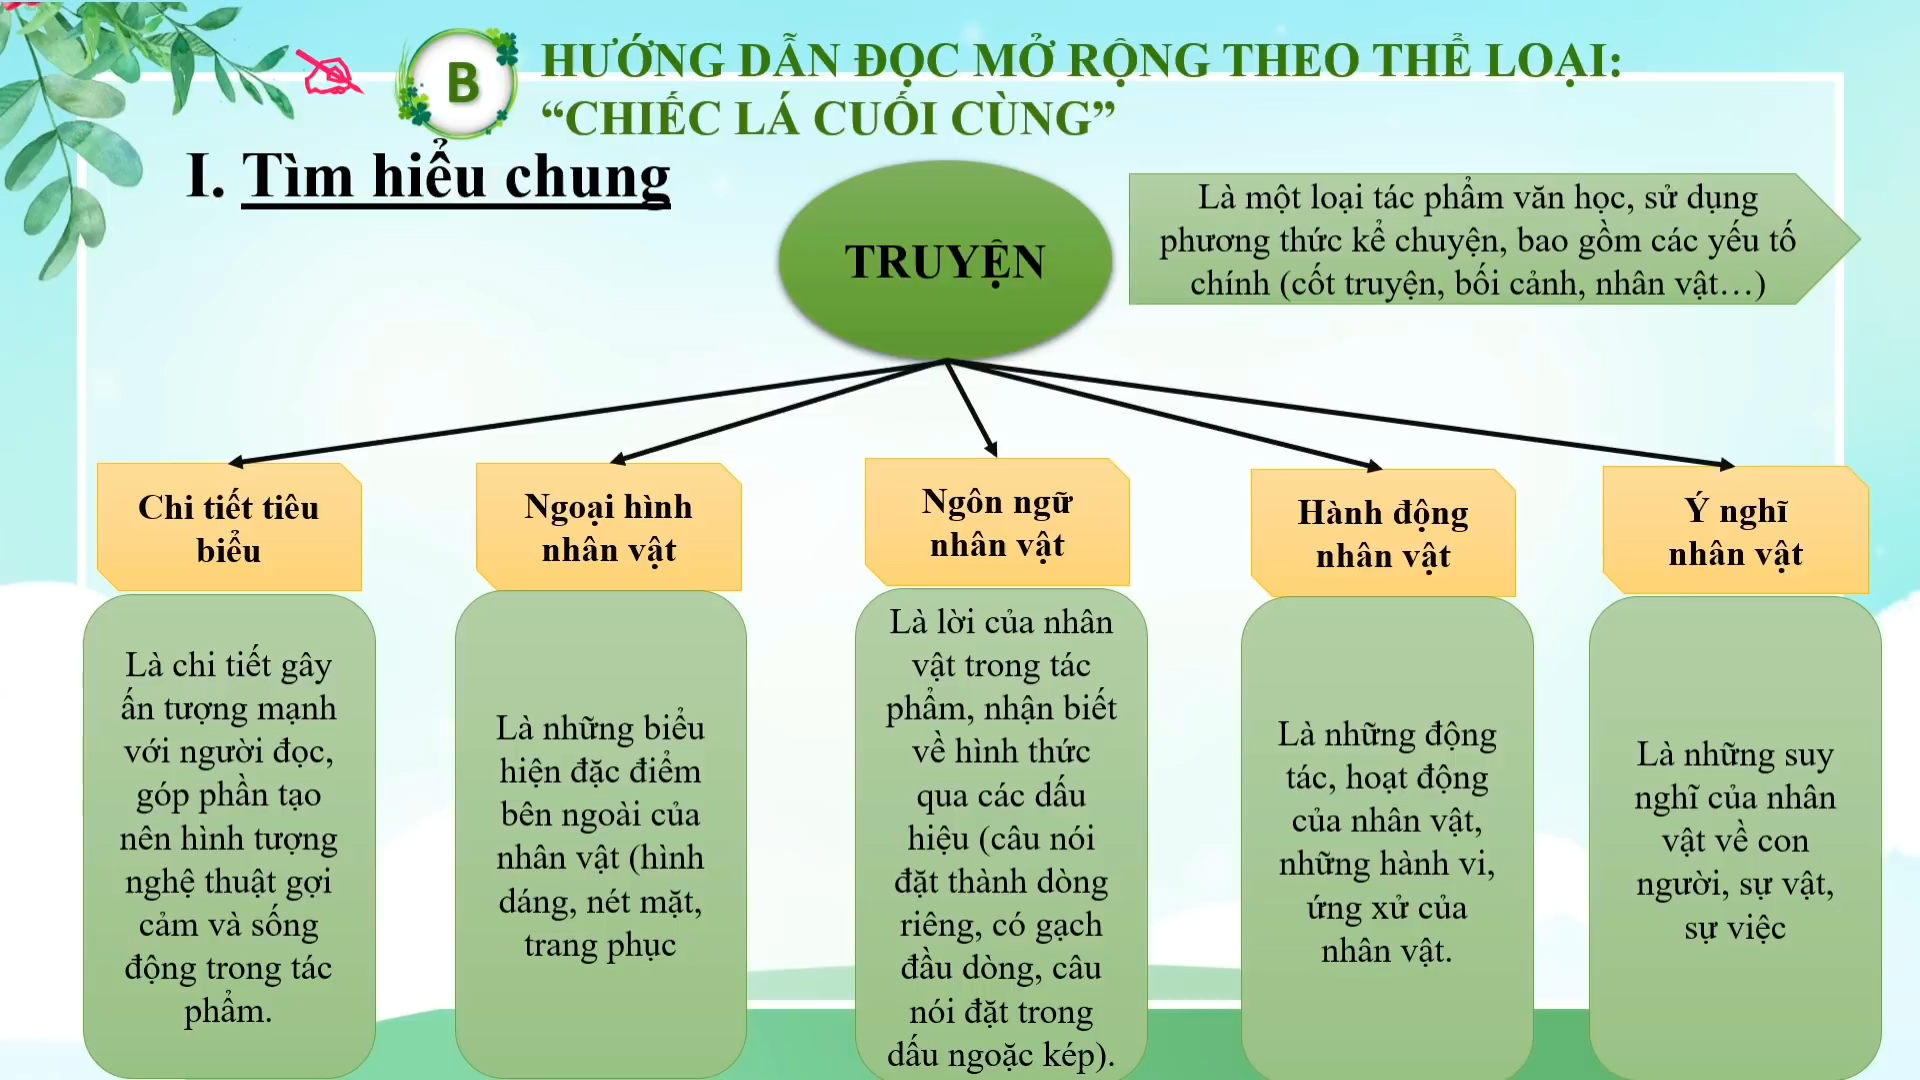 B
HƯỚNG DẪN ĐỌC MỞ RỘNG THEO THỂ LOẠI:
“CHIẾC LÁ CUỐI CÙNG”
I. Tìm hiểu chung
TRUYỆN
Là một loại tác phẩm văn học, sử dụng
phương thức kể chuyện, bao gồm các yếu tố
chính (cốt truyện, bối cảnh, nhân vật…)
Chi tiết tiêu
biểu
Là chi tiết gây
ấn tượng mạnh
với người đọc,
góp phần tạo
nên hình tượng
nghệ thuật gợi
cảm và sống
động trong tác
phẩm.
Ngoại hình
nhân vật
Là những biểu
hiện đặc điểm
bên ngoài của
nhân vật (hình
dáng, nét mặt,
trang phục
Ngôn ngữ
nhân vật
Là lời của nhân
vật trong tác
phẩm, nhận biết
về hình thức
qua các dấu
hiệu (câu nói
đặt thành dòng
riêng, có gạch
đầu dòng, câu
nói đặt trong
dấu ngoặc kép).
Hành động
nhân vật
Là những động
tác, hoạt động
của nhân vật,
những hành vi,
ứng xử của
nhân vật.
Ý nghĩ
nhân vật
Là những suy
nghĩ của nhân
vật về con
người, sự vật,
sự việc